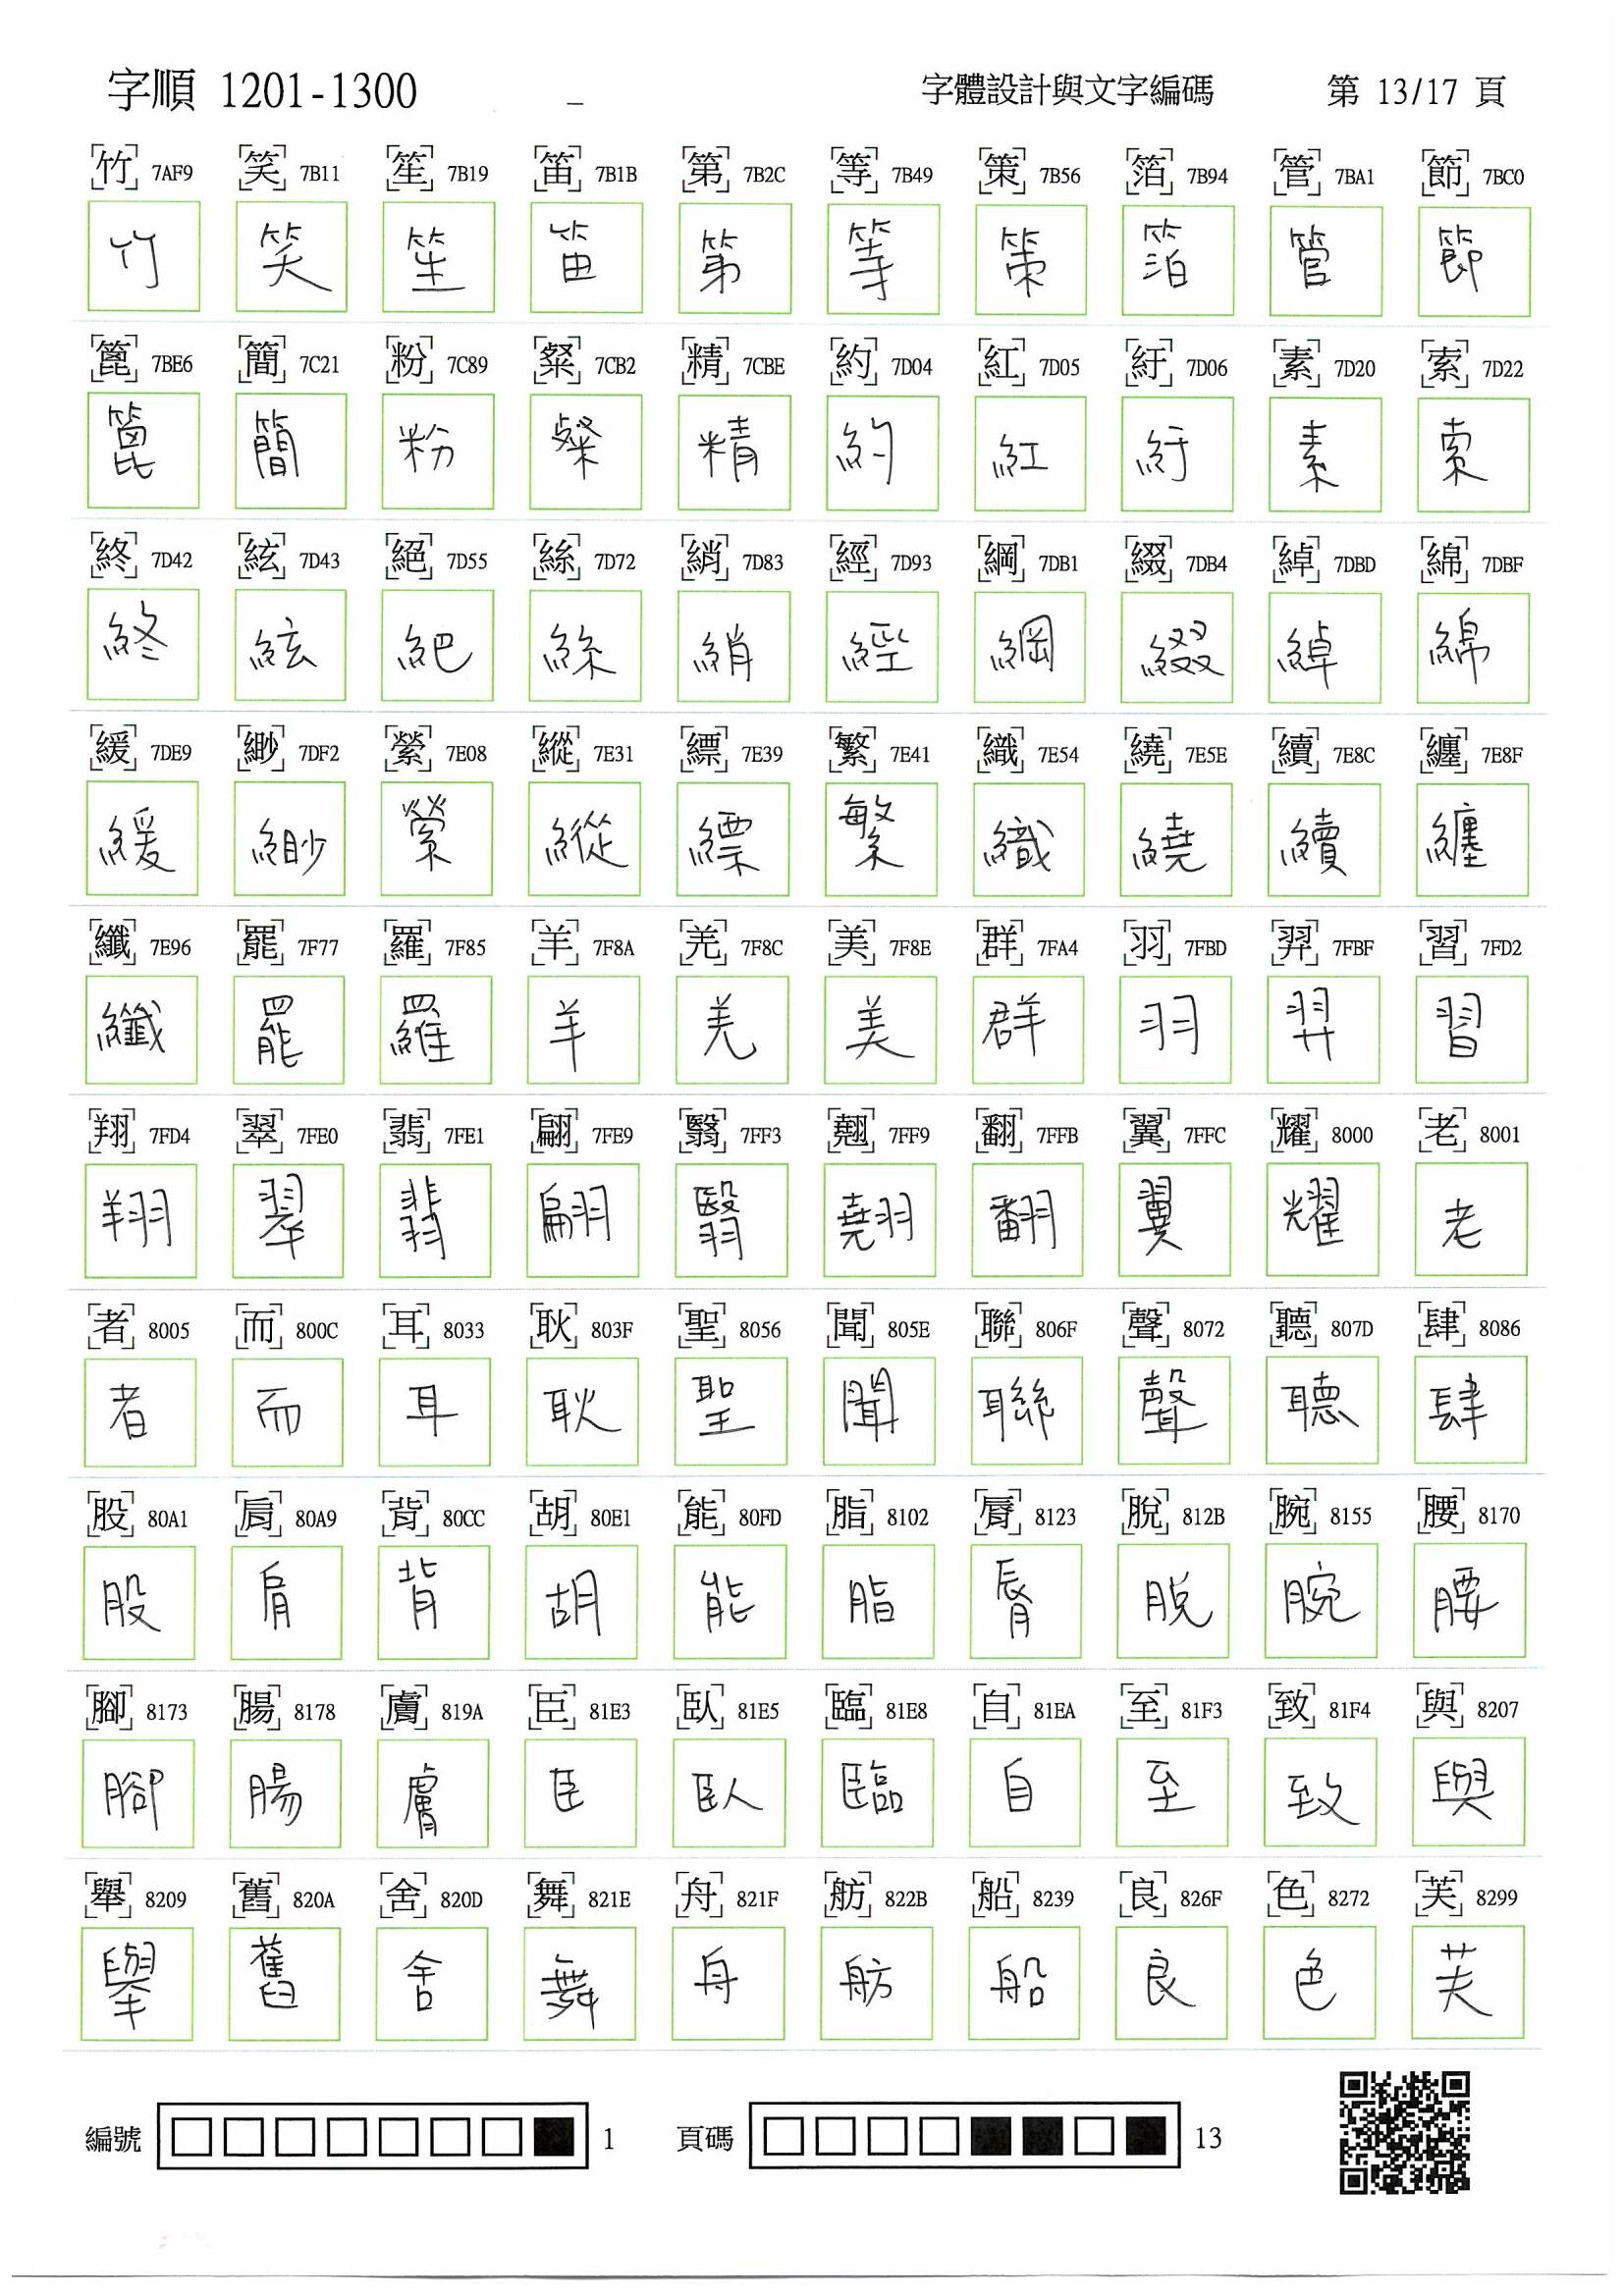 字順 1201-1300 – 字體設計與文字編碼 第 13/17 頁
竹 7AF9 笑 7B11 笙 7B19 笛 7B1B 第 7B2C 等 7B49 策 7B56 箔 7B94 管 7BA1 節 7BC0
竹 笑 笙 笛 第 等 策 箔 管 節
篦 7BE6 簡 7C21 粉 7C89 粲 7CB2 精 7CBE 約 7D04 紅 7D05 紆 7D06 素 7D20 索 7D22
篦 簡 粉 粲 精 約 紅 紆 素 索
終 7D42 絃 7D43 絕 7D55 絲 7D72 綃 7D83 經 7D93 綱 7DB1 綴 7DB4 綽 7DBD 綿 7DBF
終 絃 絕 絲 綃 經 綱 綴 綽 綿
緩 7DE9 緲 7DF2 縈 7E08 縱 7E31 縹 7E39 繁 7E41 織 7E54 繞 7E5E 續 7E8C 纏 7E8F
緩 緲 縈 縱 縹 繁 織 繞 續 纏
纖 7E96 罷 7F77 羅 7F85 羊 7F8A 羌 7F8C 美 7F8E 群 7FA4 羽 7FBD 羿 7FBF 習 7FD2
纖 罷 羅 羊 羌 美 群 羽 羿 習
翔 7FD4 翠 7FE0 翡 7FE1 翩 7FE9 翳 7FF3 翹 7FF9 翻 7FFB 翼 7FFC 耀 8000 老 8001
翔 翠 翡 翩 翳 翹 翻 翼 耀 老
者 8005 而 800C 耳 8033 耿 803F 聖 8056 聞 805E 聯 806F 聲 8072 聽 807D 肆 8086
者 而 耳 耿 聖 聞 聯 聲 聽 肆
股 80A1 肩 80A9 背 80CC 胡 80E1 能 80FD 脂 8102 脣 8123 脫 812B 腕 8155 腰 8170
股 肩 背 胡 能 脂 脣 脫 腕 腰
腳 8173 腸 8178 膚 819A 臣 81E3 臥 81E5 臨 81E8 自 81EA 至 81F3 致 81F4 與 8207
腳 腸 膚 臣 臥 臨 自 至 致 與
舉 8209 舊 820A 舍 820D 舞 821E 舟 821F 舫 822B 船 8239 良 826F 色 8272 芙 8299
舉 舊 舍 舞 舟 舫 船 良 色 芙
編號 1 頁碼 13